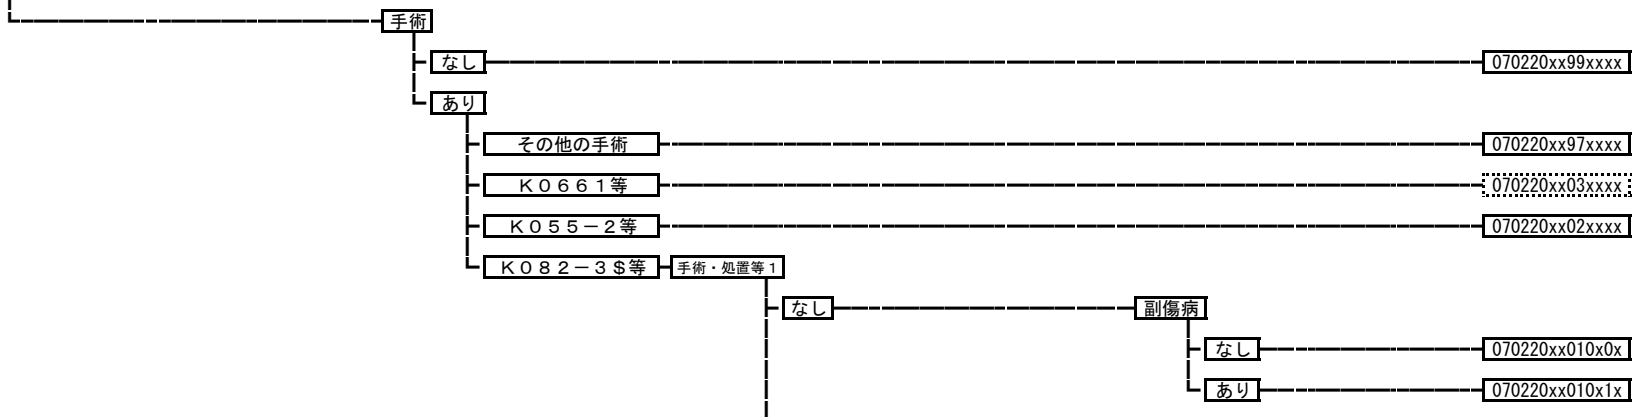 手術
なし 070220xx99xxxx
あり
その他の手術 070220xx97xxxx
Ｋ０６６１等 070220xx03xxxx
Ｋ０５５－２等 070220xx02xxxx
Ｋ０８２－３＄等 手術・処置等１
なし 副傷病
なし 070220xx010x0x
あり 070220xx010x1x